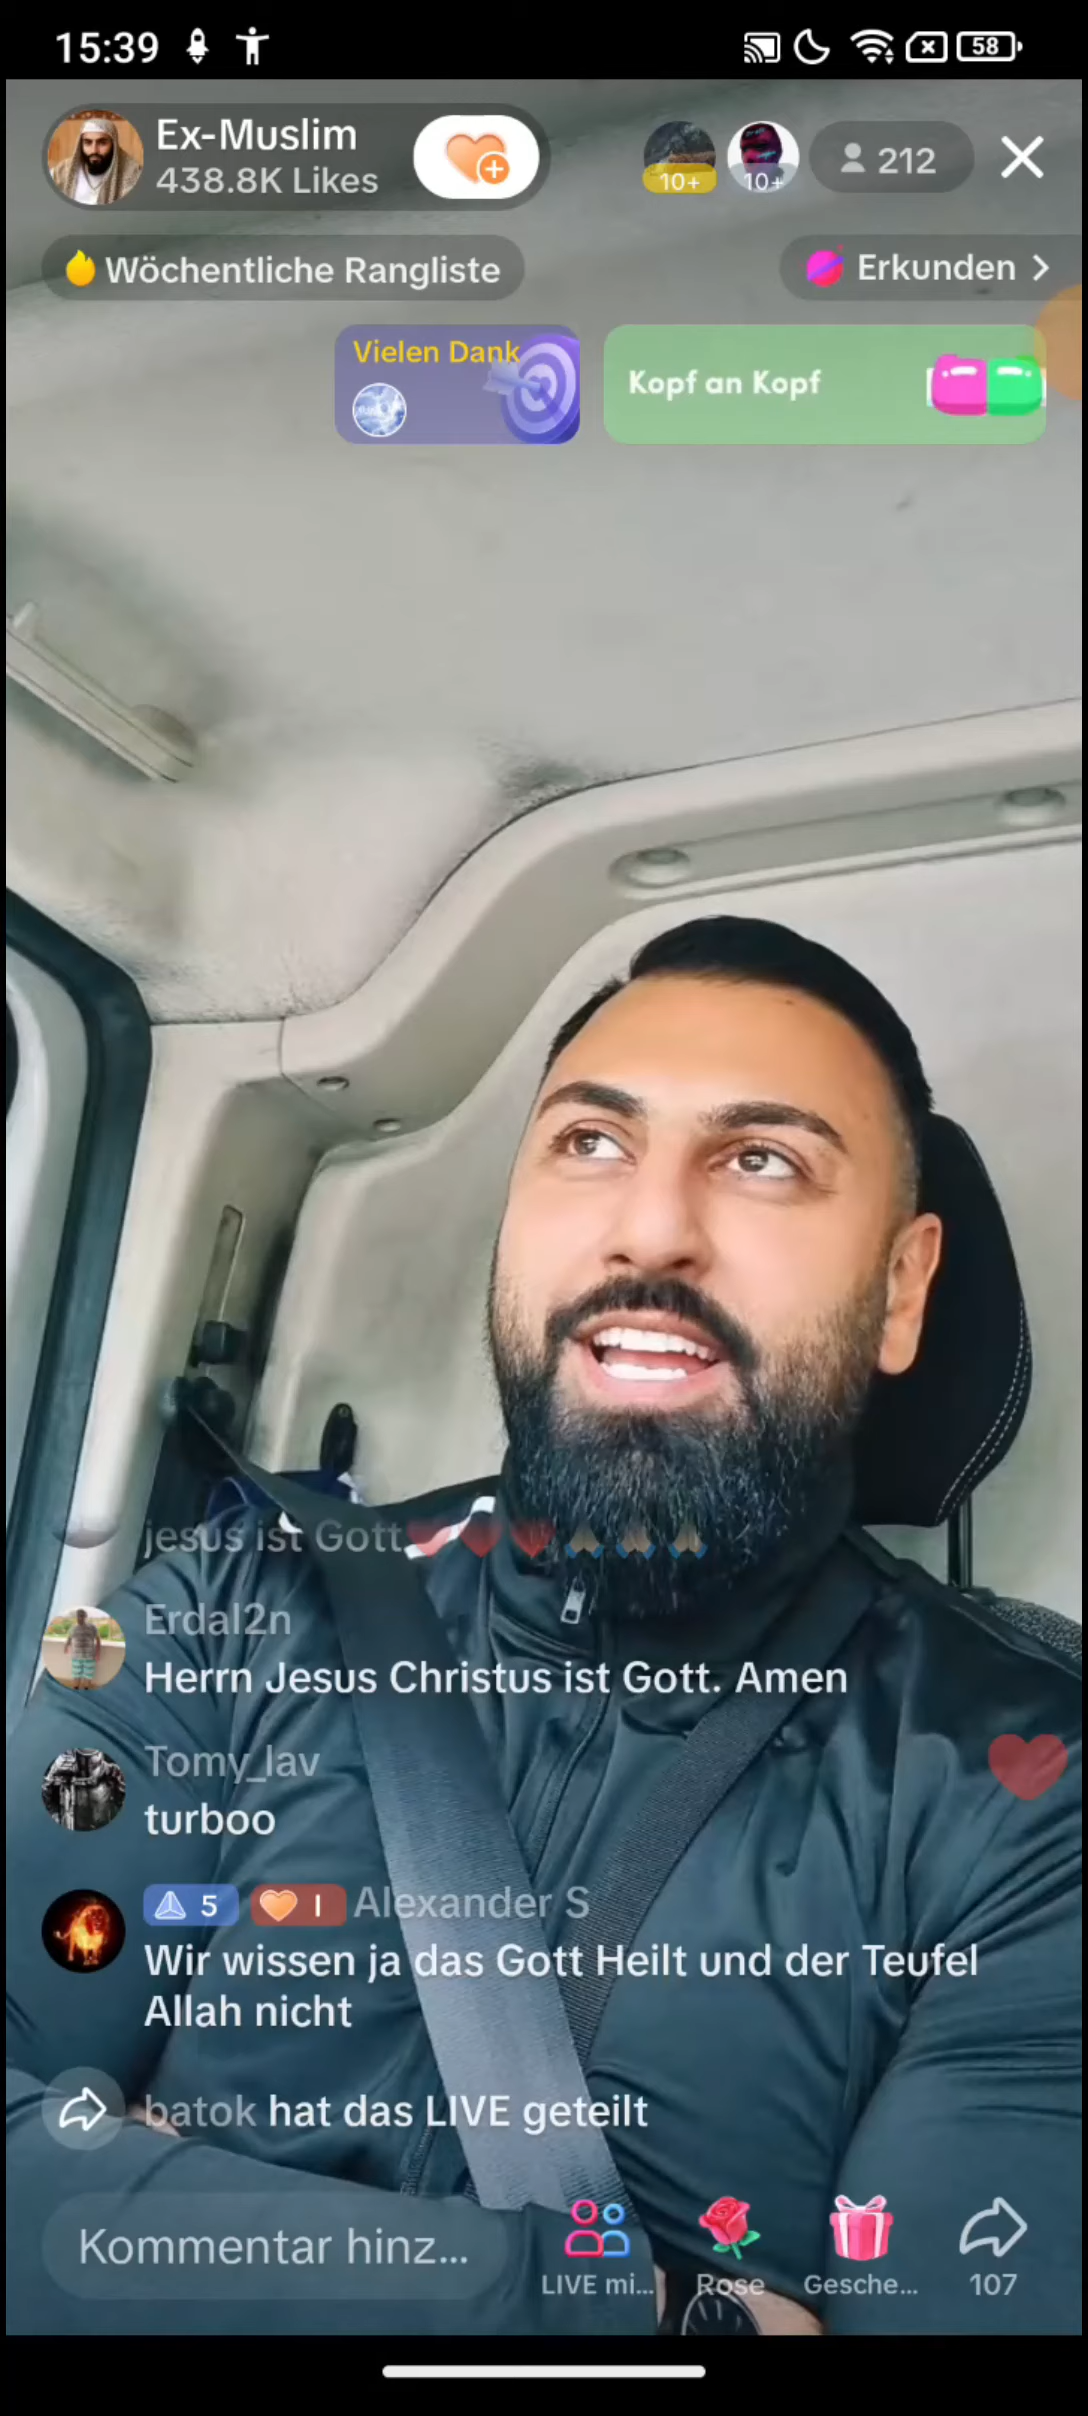 15:39
58
Ex-Muslim
438.8K Likes
10+
10+
212
Wöchentliche Rangliste
Erkunden
Vielen Dank
Kopf an Kopf
jesus ist Gott❤️❤️❤️🙏🏽🙏🏽🙏🏽
Erdal2n
Herrn Jesus Christus ist Gott. Amen
Tomy_lav
turboo
5 I Alexander S
Wir wissen ja das Gott Heilt und der Teufel
Allah nicht
batok hat das LIVE geteilt
Kommentar hinz...
LIVE mi...
Rose
Gesche...
107